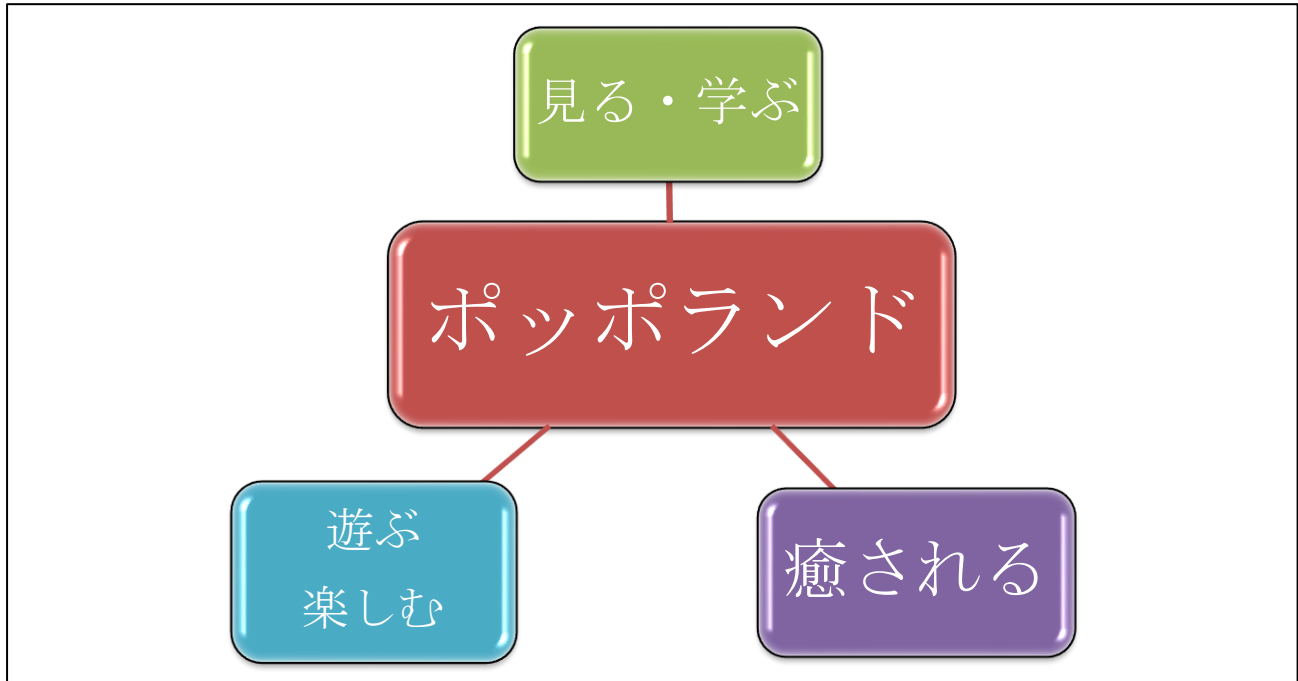 見る・学ぶ
ポッポランド
遊ぶ
楽しむ
癒される